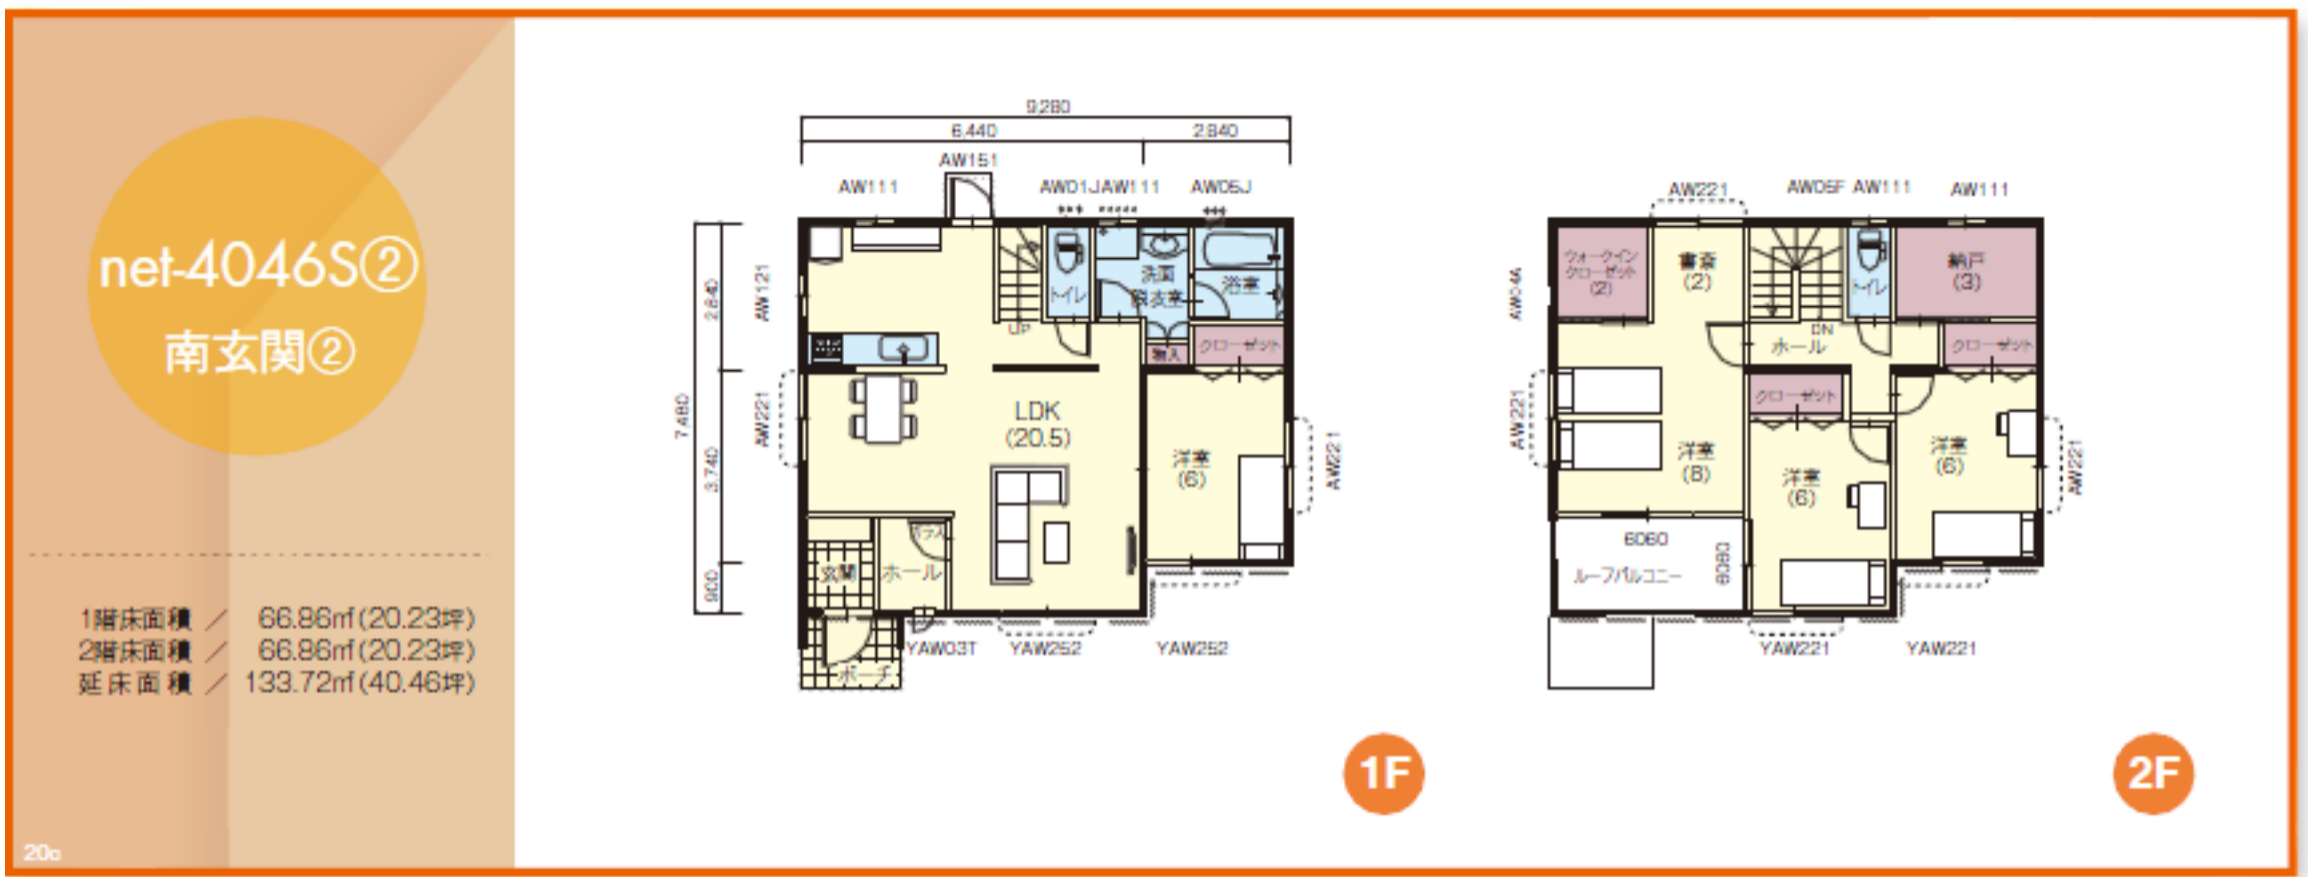 net-4046S②
南玄関②
1階床面積 / 66.86㎡(20.23坪)
2階床面積 / 66.86㎡(20.23坪)
延床面積 / 133.72㎡(40.46坪)
20c
9,280
6,440 2,840
AW151
AW111 AW01J AW111 AW05J
AW121
2,840
AW221
7,480
3,740
900
洗面
脱衣室
浴室
トイレ
UP
物入
クローゼット
LDK
(20.5)
洋室
(6)
AW221
ガラス
玄関
ホール
ポーチ
YAW03T YAW252 YAW252
1F
AW221 AW05F AW111 AW111
AW04A
ウォークイン
クローゼット
(2)
書斎
(2)
トイレ
納戸
(3)
DN
ホール
クローゼット
クローゼット
AW221
洋室
(8)
洋室
(6)
洋室
(6)
AW221
6060
6060
ルーフバルコニー
YAW221 YAW221
2F